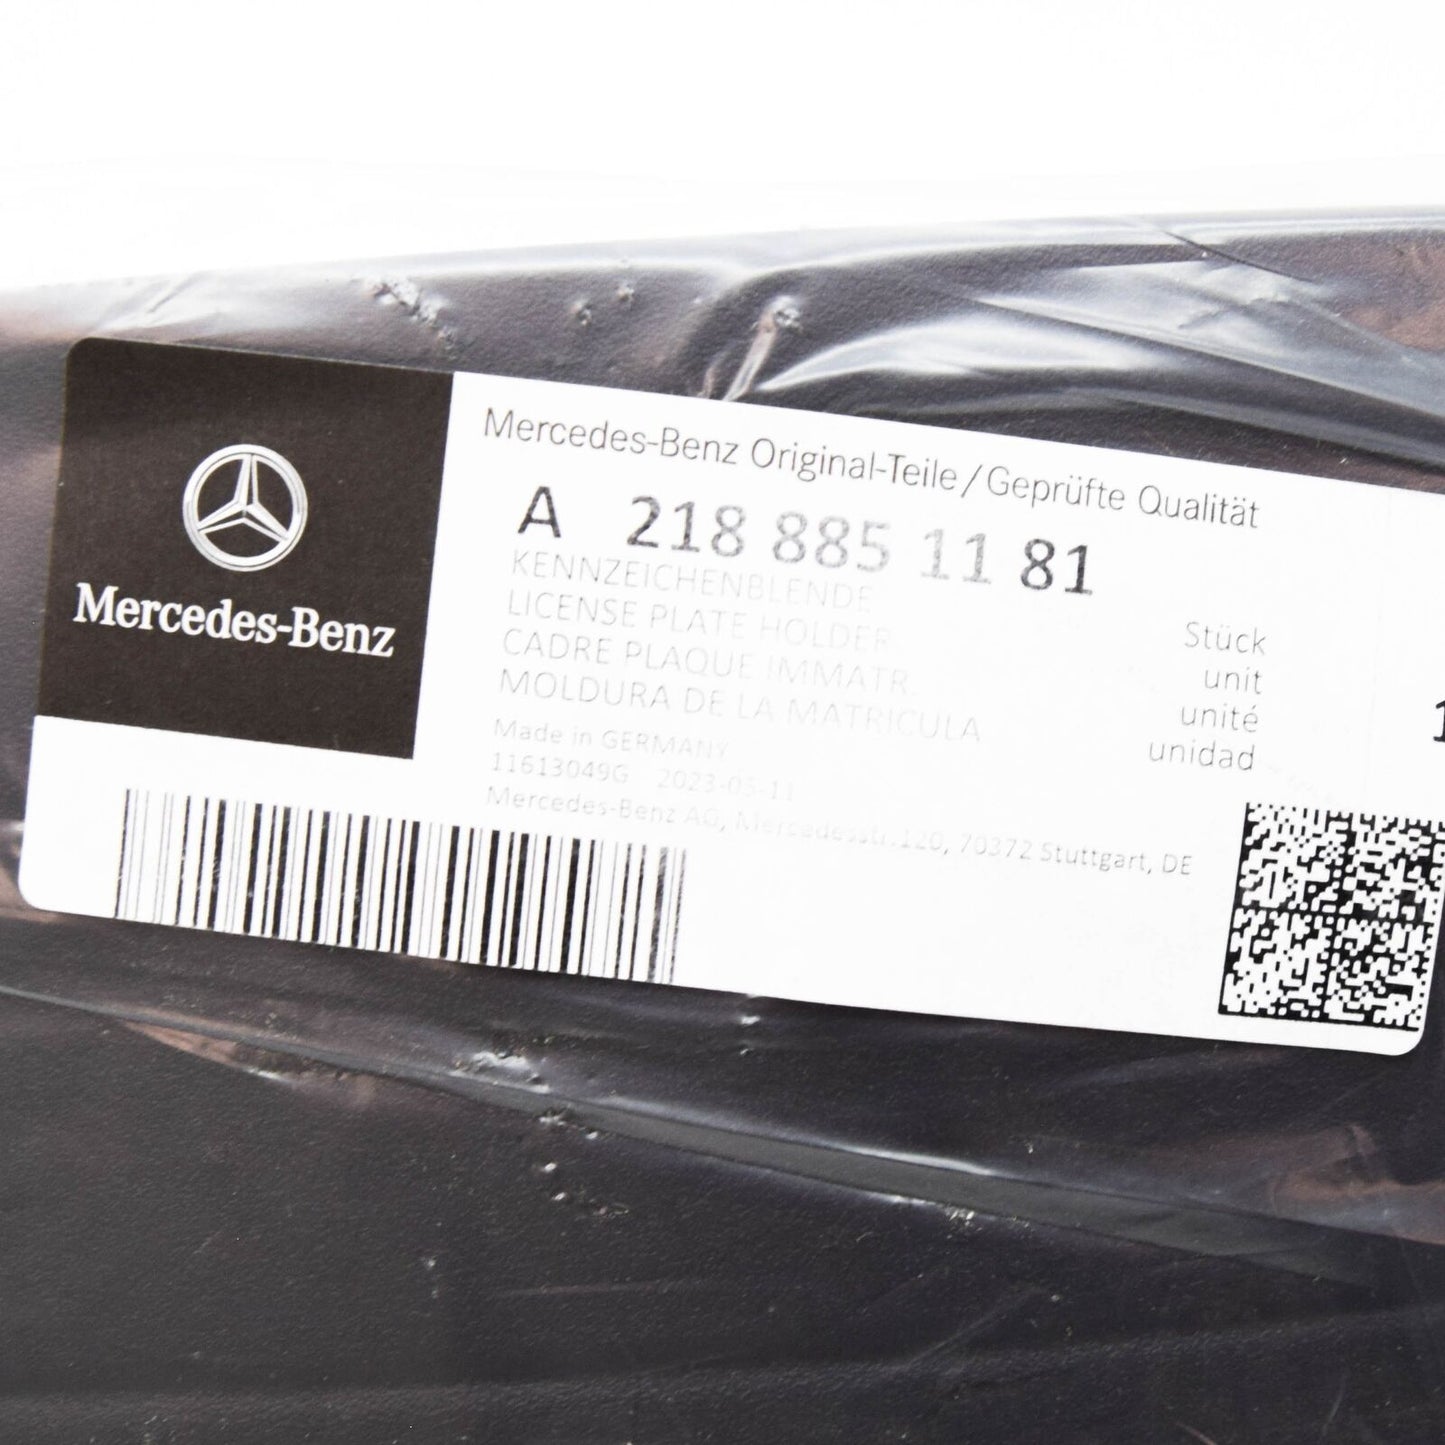 Mercedes-Benz
Mercedes-Benz Original-Teile/Geprüfte Qualität
A 218 885 11 81
KENNZEICHENBLENDE
LICENSE PLATE HOLDER
CADRE PLAQUE IMMATR.
MOLDURA DE LA MATRICULA
Stück
unit
unité
unidad
1
Made in GERMANY
11613049G 2023-05-11
Mercedes-Benz AG, Mercedesstr.120, 70372 Stuttgart, DE